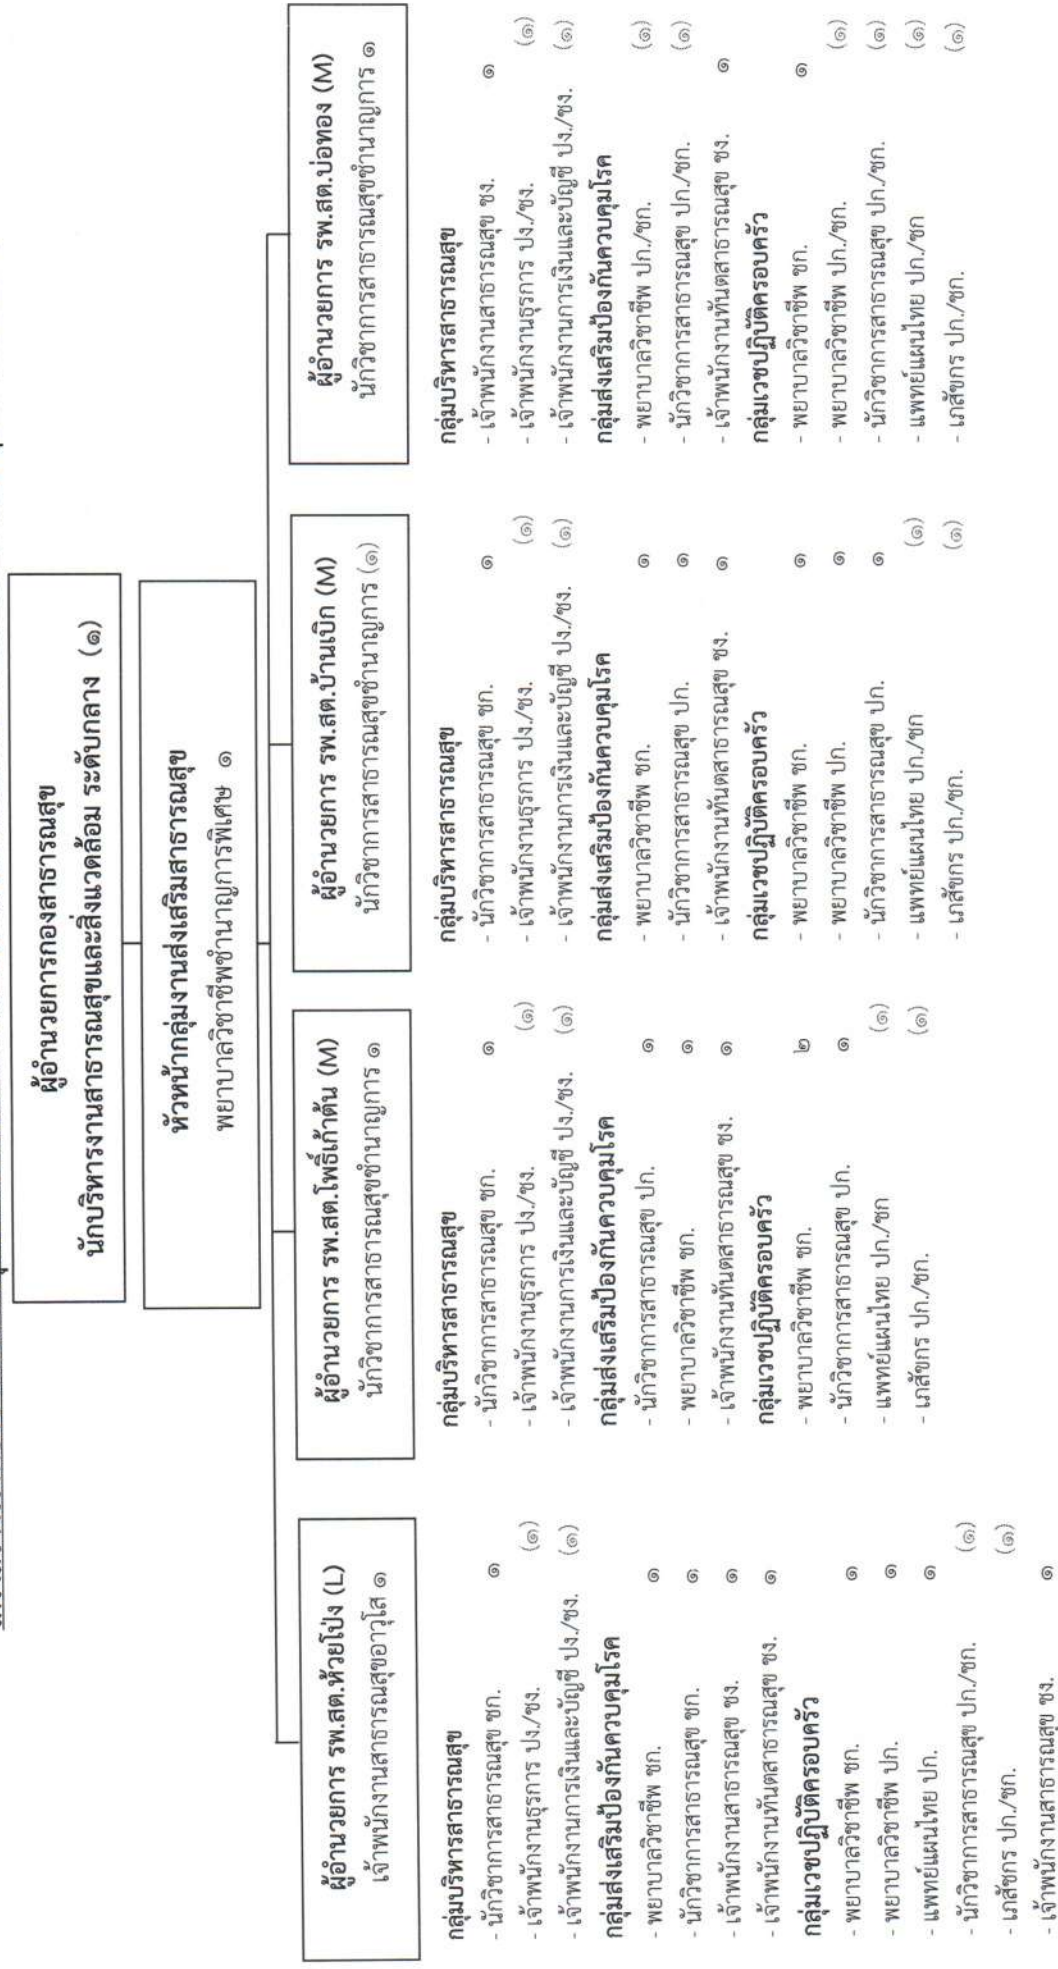 ผู้อำนวยการกองสาธารณสุข
นักบริหารงานสาธารณสุขและสิ่งแวดล้อม ระดับกลาง (๑)
หัวหน้ากลุ่มงานส่งเสริมสาธารณสุข
พยาบาลวิชาชีพชำนาญการพิเศษ ๑
ผู้อำนวยการ รพ.สต.ห้วยโป่ง (L)
เจ้าพนักงานสาธารณสุขอาวุโส ๑
กลุ่มบริหารสาธารณสุข
- นักวิชาการสาธารณสุข ชก. ๑
- เจ้าพนักงานธุรการ ปง./ชง. (๑)
- เจ้าพนักงานการเงินและบัญชี ปง./ชง. (๑)
กลุ่มส่งเสริมป้องกันควบคุมโรค
- พยาบาลวิชาชีพ ชก. ๑
- นักวิชาการสาธารณสุข ชก. ๑
- เจ้าพนักงานสาธารณสุข ชง. ๑
- เจ้าพนักงานทันตสาธารณสุข ชง. ๑
กลุ่มเวชปฏิบัติครอบครัว
- พยาบาลวิชาชีพ ชก. ๑
- พยาบาลวิชาชีพ ปก. ๑
- แพทย์แผนไทย ปก. ๑
- นักวิชาการสาธารณสุข ปก./ชก. (๑)
- เภสัชกร ปก./ชก. (๑)
- เจ้าพนักงานสาธารณสุข ชง. ๑
ผู้อำนวยการ รพ.สต.โพธิ์เก้าต้น (M)
นักวิชาการสาธารณสุขชำนาญการ ๑
กลุ่มบริหารสาธารณสุข
- นักวิชาการสาธารณสุข ชก. ๑
- เจ้าพนักงานธุรการ ปง./ชง. (๑)
- เจ้าพนักงานการเงินและบัญชี ปง./ชง. (๑)
กลุ่มส่งเสริมป้องกันควบคุมโรค
- นักวิชาการสาธารณสุข ปก. ๑
- พยาบาลวิชาชีพ ชก. ๑
- เจ้าพนักงานทันตสาธารณสุข ชง. ๑
กลุ่มเวชปฏิบัติครอบครัว
- พยาบาลวิชาชีพ ชก. ๒
- นักวิชาการสาธารณสุข ปก. ๑
- แพทย์แผนไทย ปก./ชก (๑)
- เภสัชกร ปก./ชก. (๑)
ผู้อำนวยการ รพ.สต.บ้านเบิก (M)
นักวิชาการสาธารณสุขชำนาญการ (๑)
กลุ่มบริหารสาธารณสุข
- นักวิชาการสาธารณสุข ชก. ๑
- เจ้าพนักงานธุรการ ปง./ชง. (๑)
- เจ้าพนักงานการเงินและบัญชี ปง./ชง. (๑)
กลุ่มส่งเสริมป้องกันควบคุมโรค
- พยาบาลวิชาชีพ ชก. ๑
- นักวิชาการสาธารณสุข ปก. ๑
- เจ้าพนักงานทันตสาธารณสุข ชง. ๑
กลุ่มเวชปฏิบัติครอบครัว
- พยาบาลวิชาชีพ ชก. ๑
- พยาบาลวิชาชีพ ปก. ๑
- นักวิชาการสาธารณสุข ปก. ๑
- แพทย์แผนไทย ปก./ชก (๑)
- เภสัชกร ปก./ชก. (๑)
ผู้อำนวยการ รพ.สต.บ่อทอง (M)
นักวิชาการสาธารณสุขชำนาญการ ๑
กลุ่มบริหารสาธารณสุข
- เจ้าพนักงานสาธารณสุข ชง. ๑
- เจ้าพนักงานธุรการ ปง./ชง. (๑)
- เจ้าพนักงานการเงินและบัญชี ปง./ชง. (๑)
กลุ่มส่งเสริมป้องกันควบคุมโรค
- พยาบาลวิชาชีพ ปก./ชก. (๑)
- นักวิชาการสาธารณสุข ปก./ชก. (๑)
- เจ้าพนักงานทันตสาธารณสุข ชง. ๑
กลุ่มเวชปฏิบัติครอบครัว
- พยาบาลวิชาชีพ ชก. ๑
- พยาบาลวิชาชีพ ปก./ชก. (๑)
- นักวิชาการสาธารณสุข ปก./ชก. (๑)
- แพทย์แผนไทย ปก./ชก (๑)
- เภสัชกร ปก./ชก. (๑)